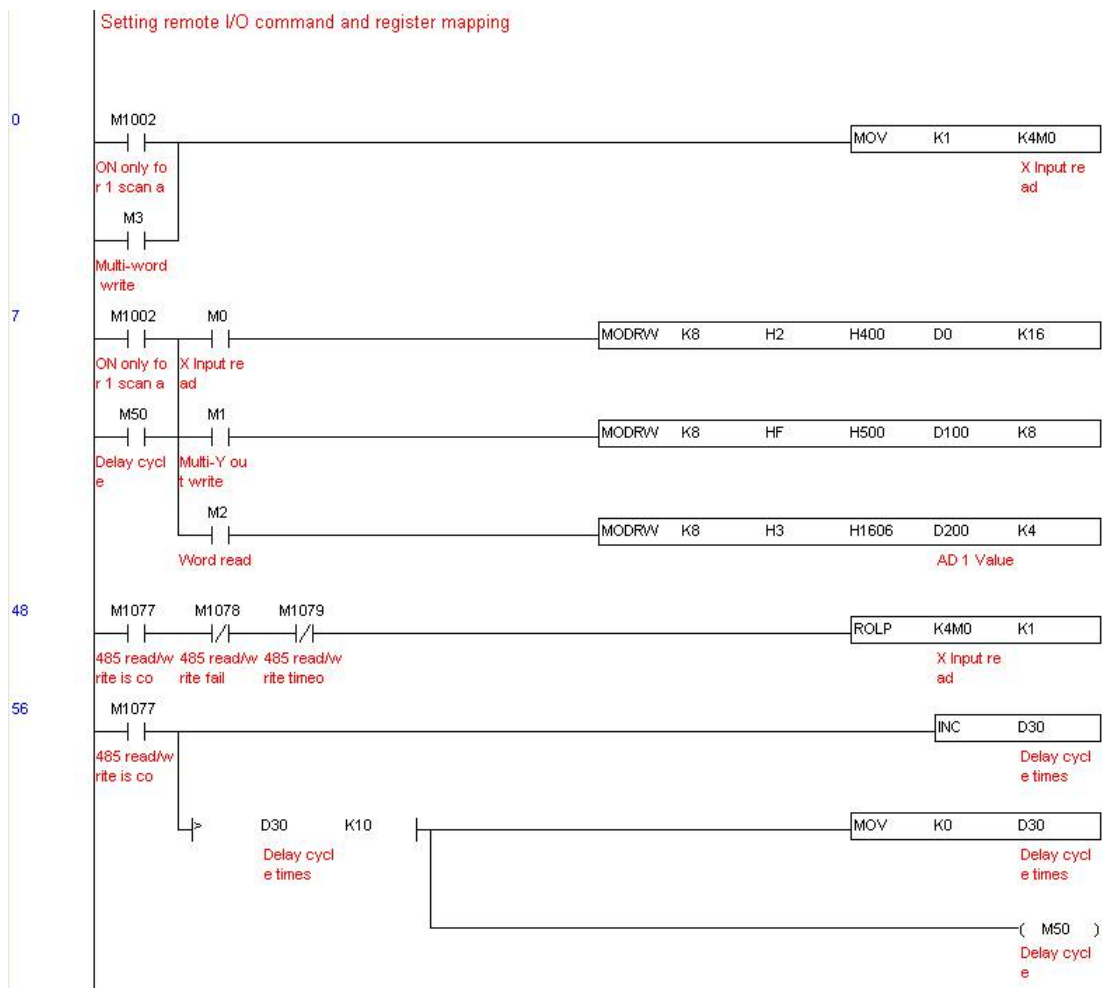 Setting remote I/O command and register mapping
0
M1002
MOV K1 K4M0
ON only fo
r 1 scan a
X Input re
ad
M3
Multi-word
write
7
M1002 M0
MODRW K8 H2 H400 D0 K16
ON only fo
r 1 scan a
X Input re
ad
M50 M1
MODRW K8 HF H500 D100 K8
Delay cycl
e
Multi-Y ou
t write
M2
MODRW K8 H3 H1606 D200 K4
Word read
AD 1 Value
48
M1077 M1078 M1079
ROLP K4M0 K1
485 read/w
rite is co
485 read/w
rite fail
485 read/w
rite timeo
X Input re
ad
56
M1077
INC D30
485 read/w
rite is co
Delay cycl
e times
> D30 K10
MOV K0 D30
Delay cycl
e times
Delay cycl
e times
( M50 )
Delay cycl
e